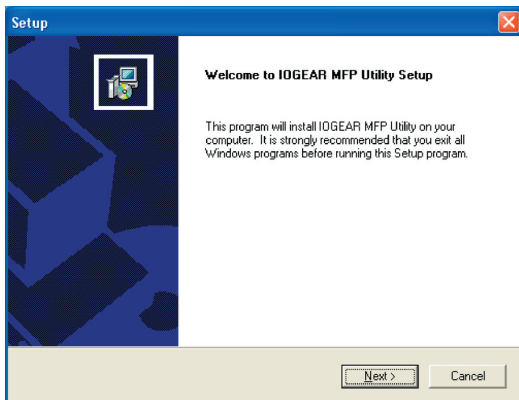 Setup
Welcome to IOGEAR MFP Utility Setup
This program will install IOGEAR MFP Utility on your
computer. It is strongly recommended that you exit all
Windows programs before running this Setup program.
Next >
Cancel